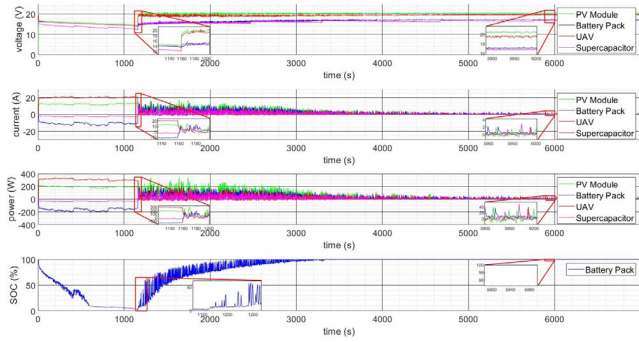 voltage (V)
20
10
0
0
1000
2000
3000
4000
5000
6000
time (s)
PV Module
Battery Pack
UAV
Supercapacitor
current (A)
20
0
-20
0
1000
2000
3000
4000
5000
6000
time (s)
PV Module
Battery Pack
UAV
Supercapacitor
power (W)
400
200
0
-200
-400
0
1000
2000
3000
4000
5000
6000
time (s)
PV Module
Battery Pack
UAV
Supercapacitor
SOC (%)
100
50
0
0
1000
2000
3000
4000
5000
6000
time (s)
Battery Pack